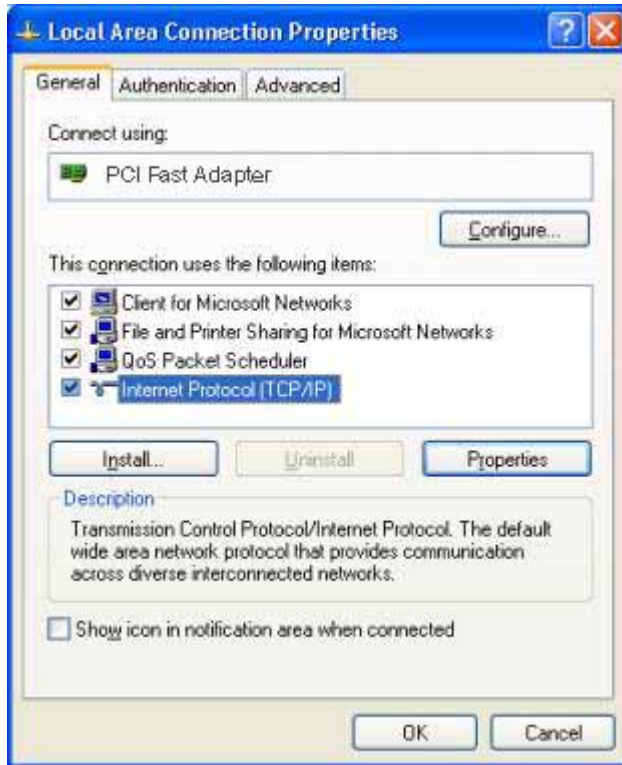 Local Area Connection Properties
General Authentication Advanced
Connect using:
PCI Fast Adapter
Configure...
This connection uses the following items:
Client for Microsoft Networks
File and Printer Sharing for Microsoft Networks
QoS Packet Scheduler
Internet Protocol (TCP/IP)
Install... Uninstall Properties
Description
Transmission Control Protocol/Internet Protocol. The default
wide area network protocol that provides communication
across diverse interconnected networks.
Show icon in notification area when connected
OK Cancel